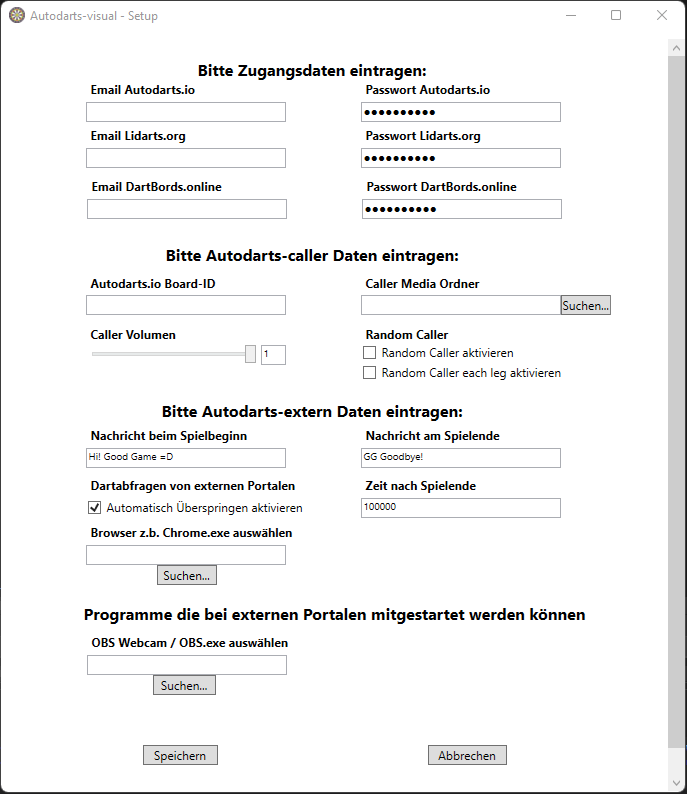 Autodarts-visual - Setup
Bitte Zugangsdaten eintragen:
Email Autodarts.io
Passwort Autodarts.io
●●●●●●●●●●
Email Lidarts.org
Passwort Lidarts.org
●●●●●●●●●●
Email DartBords.online
Passwort DartBords.online
●●●●●●●●●●
Bitte Autodarts-caller Daten eintragen:
Autodarts.io Board-ID
Caller Media Ordner
Suchen...
Caller Volumen
1
Random Caller
Random Caller aktivieren
Random Caller each leg aktivieren
Bitte Autodarts-extern Daten eintragen:
Nachricht beim Spielbeginn
Nachricht am Spielende
Hi! Good Game =D
GG Goodbye!
Dartabfragen von externen Portalen
Zeit nach Spielende
Automatisch Überspringen aktivieren
100000
Browser z.b. Chrome.exe auswählen
Suchen...
Programme die bei externen Portalen mitgestartet werden können
OBS Webcam / OBS.exe auswählen
Suchen...
Speichern
Abbrechen